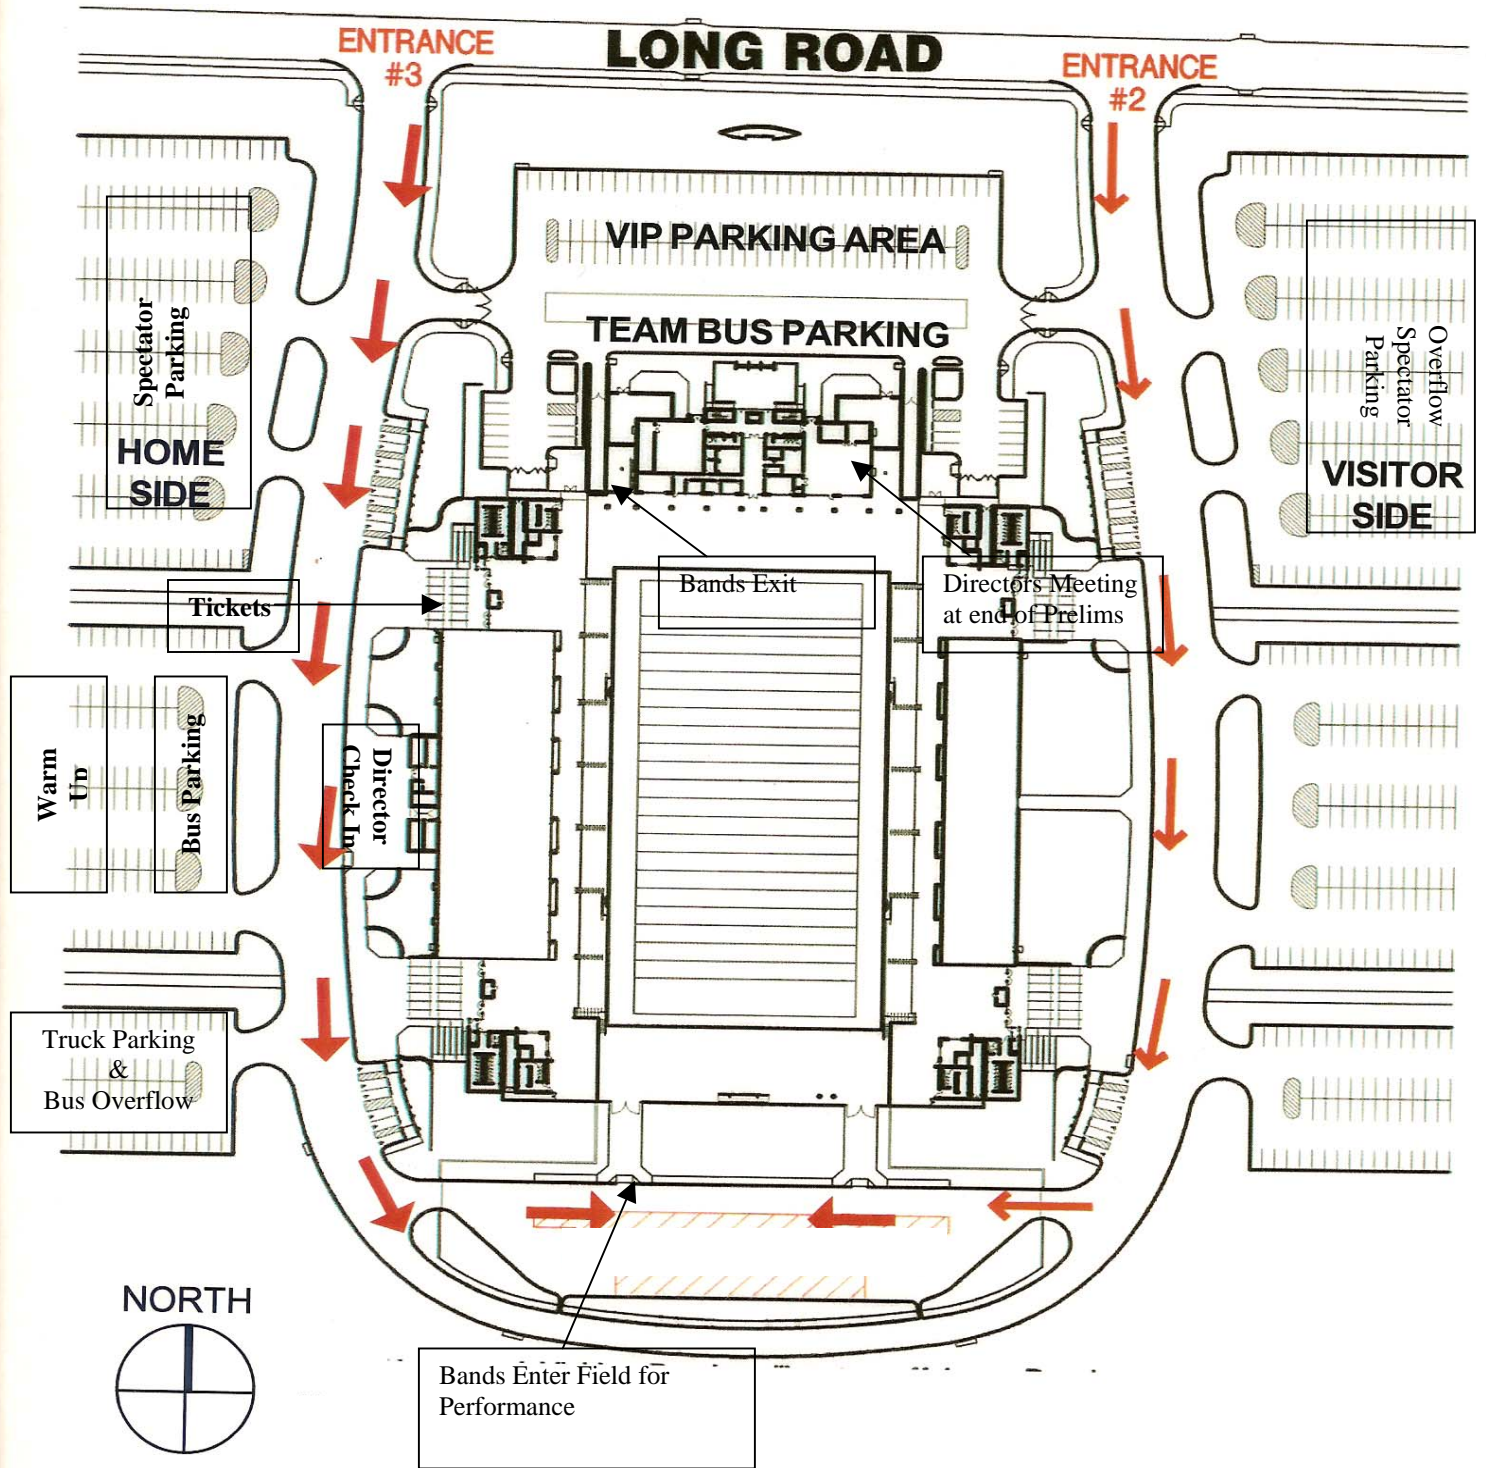 LONG ROAD
ENTRANCE
#3
ENTRANCE
#2
VIP PARKING AREA
TEAM BUS PARKING
Spectator
Parking
HOME
SIDE
Overflow
Spectator
Parking
VISITOR
SIDE
Tickets
Bands Exit
Directors Meeting
at end of Prelims
Warm
Up
Bus Parking
Director
Check In
Truck Parking
&
Bus Overflow
NORTH
Bands Enter Field for
Performance